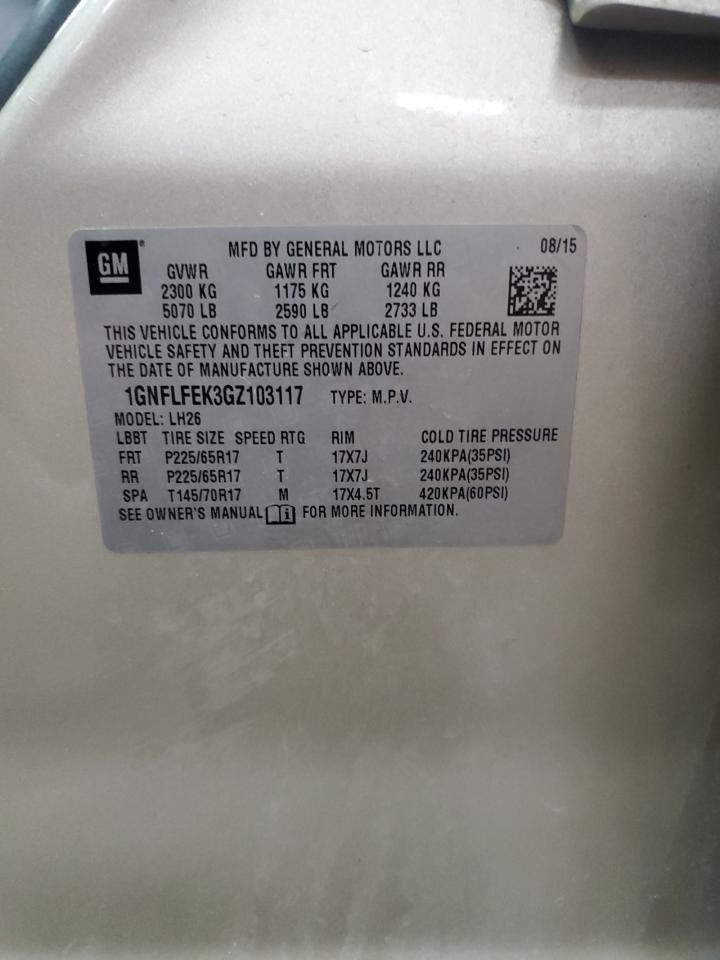 GM
MFD BY GENERAL MOTORS LLC 08/15
GVWR GAWR FRT GAWR RR
2300 KG 1175 KG 1240 KG
5070 LB 2590 LB 2733 LB
THIS VEHICLE CONFORMS TO ALL APPLICABLE U.S. FEDERAL MOTOR
VEHICLE SAFETY AND THEFT PREVENTION STANDARDS IN EFFECT ON
THE DATE OF MANUFACTURE SHOWN ABOVE.
1GNFLFEK3GZ103117 TYPE: M.P.V.
MODEL: LH26
LBBT TIRE SIZE SPEED RTG RIM COLD TIRE PRESSURE
FRT P225/65R17 T 17X7J 240KPA(35PSI)
RR P225/65R17 T 17X7J 240KPA(35PSI)
SPA T145/70R17 M 17X4.5T 420KPA(60PSI)
SEE OWNER'S MANUAL FOR MORE INFORMATION.